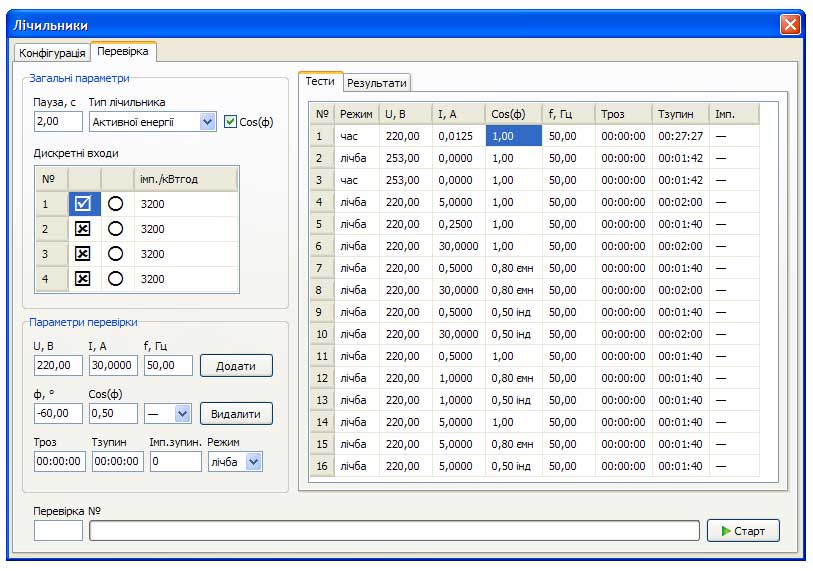 Лічильники
Конфігурація Перевірка
Загальні параметри
Пауза, с Тип лічильника
2,00 Активної енергії Cos(ф)
Дискретні входи
№ імп./кВтгод
1 3200
2 3200
3 3200
4 3200
Параметри перевірки
U, В I, А f, Гц
220,00 30,0000 50,00 Додати
ф, ° Cos(ф)
-60,00 0,50 — Видалити
Tроз Tзупин Імп.зупин. Режим
00:00:00 00:00:00 0 лічба
Тести Результати
№ Режим U, В I, А Cos(ф) f, Гц Tроз Tзупин Імп.
1 час 220,00 0,0125 1,00 50,00 00:00:00 00:27:27 —
2 лічба 253,00 0,0000 1,00 50,00 00:00:00 00:01:42 —
3 час 253,00 0,0000 1,00 50,00 00:00:00 00:01:42 —
4 лічба 220,00 5,0000 1,00 50,00 00:00:00 00:02:00 —
5 лічба 220,00 0,2500 1,00 50,00 00:00:00 00:01:40 —
6 лічба 220,00 30,0000 1,00 50,00 00:00:00 00:02:00 —
7 лічба 220,00 0,5000 0,80 ємн 50,00 00:00:00 00:01:40 —
8 лічба 220,00 30,0000 0,80 ємн 50,00 00:00:00 00:02:00 —
9 лічба 220,00 0,5000 0,50 інд 50,00 00:00:00 00:01:40 —
10 лічба 220,00 30,0000 0,50 інд 50,00 00:00:00 00:02:00 —
11 лічба 220,00 0,5000 1,00 50,00 00:00:00 00:01:40 —
12 лічба 220,00 1,0000 0,80 ємн 50,00 00:00:00 00:01:40 —
13 лічба 220,00 1,0000 0,50 інд 50,00 00:00:00 00:01:40 —
14 лічба 220,00 5,0000 1,00 50,00 00:00:00 00:01:40 —
15 лічба 220,00 5,0000 0,80 ємн 50,00 00:00:00 00:01:40 —
16 лічба 220,00 5,0000 0,50 інд 50,00 00:00:00 00:01:40 —
Перевірка №
Старт